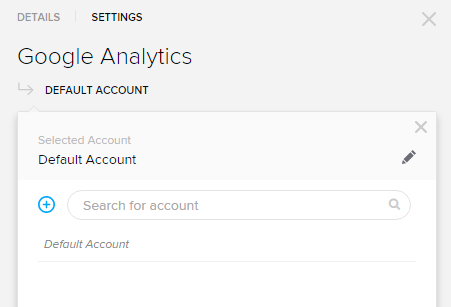 DETAILS SETTINGS
Google Analytics
DEFAULT ACCOUNT
Selected Account
Default Account
Search for account
Default Account